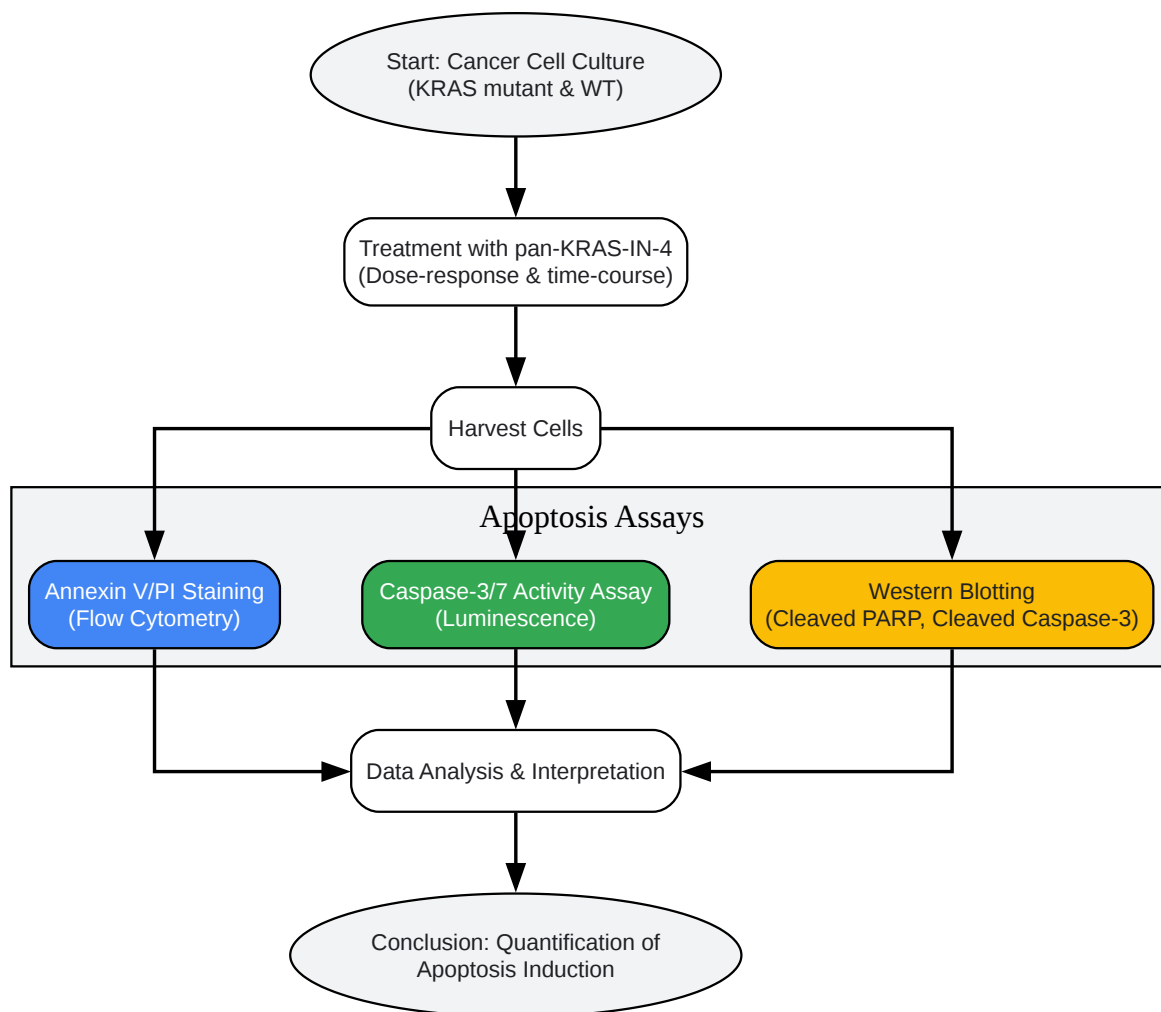 Start: Cancer Cell Culture
(KRAS mutant & WT)
Treatment with pan-KRAS-IN-4
(Dose-response & time-course)
Harvest Cells
Apoptosis Assays
Annexin V/PI Staining
(Flow Cytometry)
Caspase-3/7 Activity Assay
(Luminescence)
Western Blotting
(Cleaved PARP, Cleaved Caspase-3)
Data Analysis & Interpretation
Conclusion: Quantification of
Apoptosis Induction